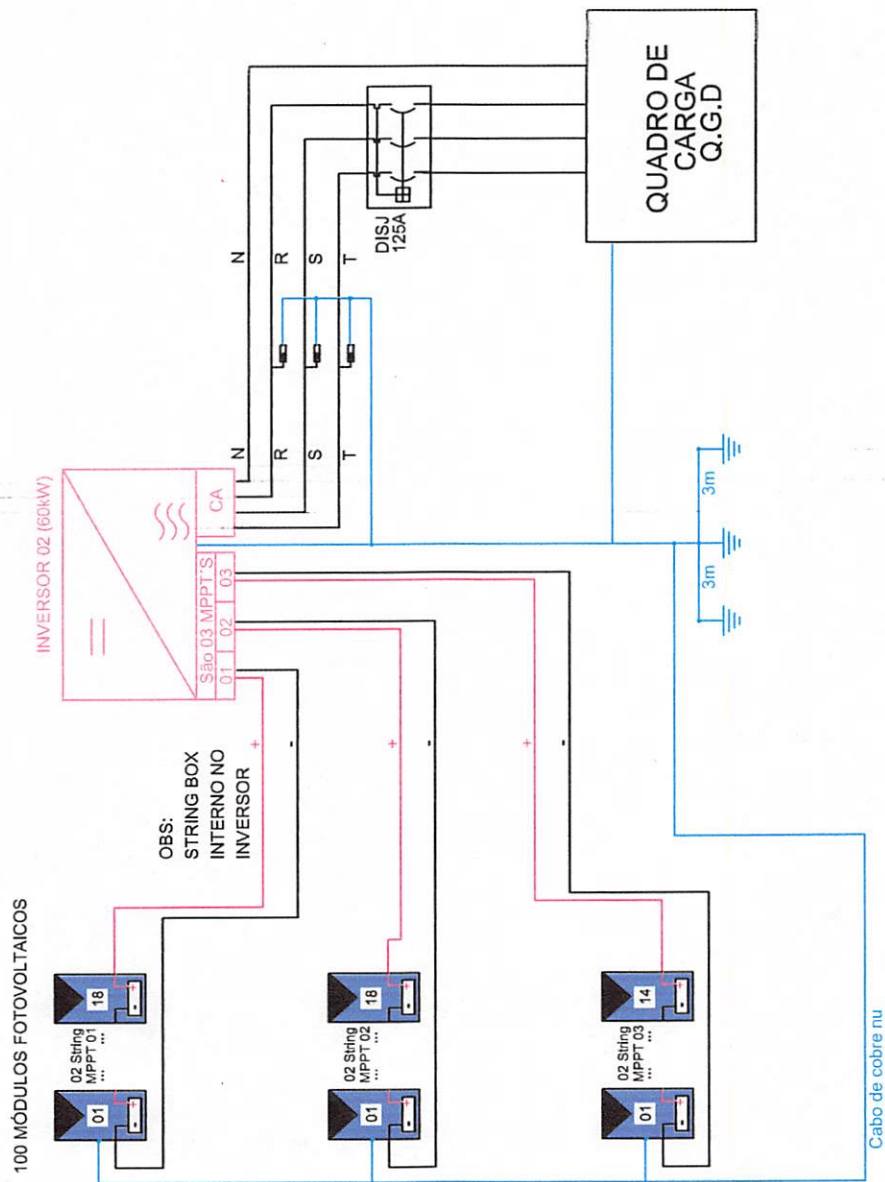 100 MÓDULOS FOTOVOLTAICOS
INVERSOR 02 (60kW)
CA
São 03 MPPT´S
01
02
03
N
R
S
T
N
R
S
T
DISJ
125A
QUADRO DE
CARGA
Q.G.D
OBS:
STRING BOX
INTERNO NO
INVERSOR
+
-
+
-
+
-
01
- +
02 String
MPPT 01
... ...
18
- +
01
- +
02 String
MPPT 02
... ...
18
- +
01
- +
02 String
MPPT 03
... ...
14
- +
3m
3m
Cabo de cobre nu